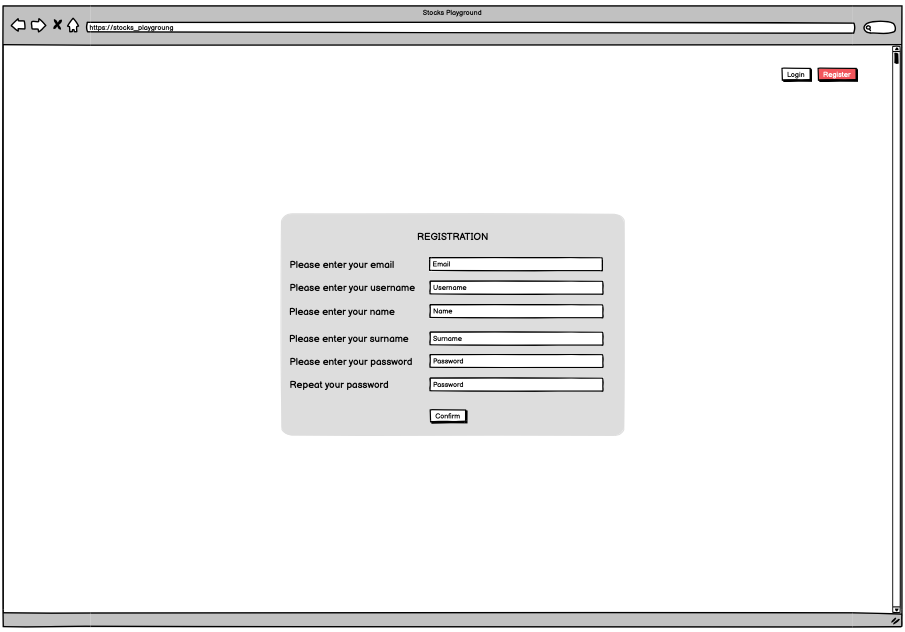 Stocks Playground
https://stocks_playgroung
Login Register
REGISTRATION
Please enter your email Email
Please enter your username Username
Please enter your name Name
Please enter your surname Surname
Please enter your password Password
Repeat your password Password
Confirm